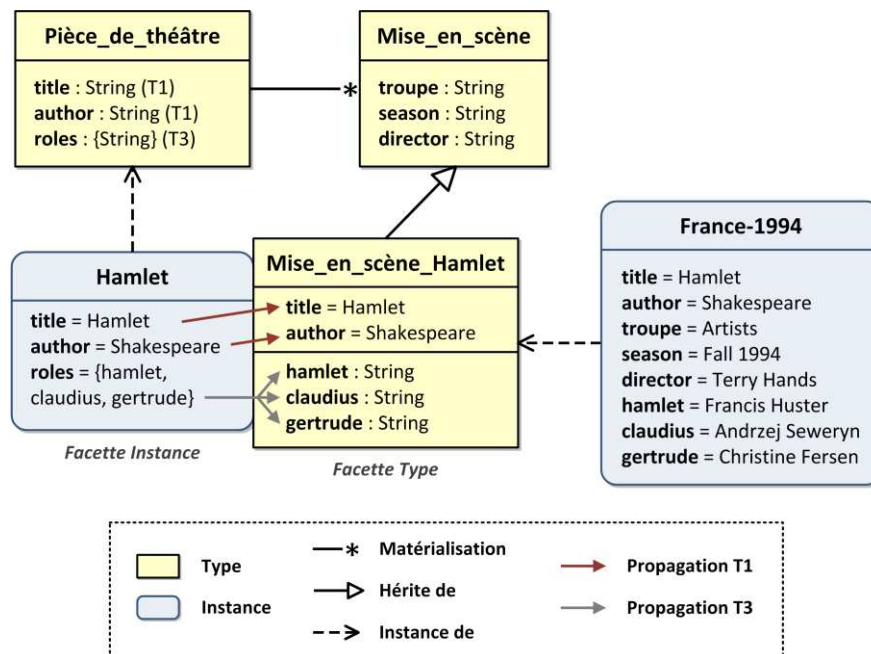 Pièce_de_théâtre
title : String (T1)
author : String (T1)
roles : {String} (T3)
Mise_en_scène
troupe : String
season : String
director : String
Hamlet
title = Hamlet
author = Shakespeare
roles = {hamlet,
claudius, gertrude}
Facette Instance
Mise_en_scène_Hamlet
title = Hamlet
author = Shakespeare
hamlet : String
claudius : String
gertrude : String
Facette Type
France-1994
title = Hamlet
author = Shakespeare
troupe = Artists
season = Fall 1994
director = Terry Hands
hamlet = Francis Huster
claudius = Andrzej Seweryn
gertrude = Christine Fersen
Type
Instance
Matérialisation
Hérite de
Instance de
Propagation T1
Propagation T3